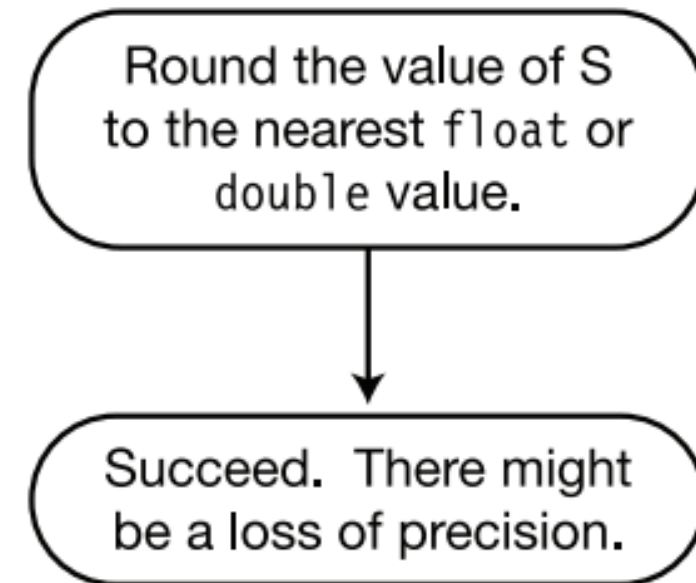 Round the value of S
to the nearest float or
double value.
Succeed. There might
be a loss of precision.